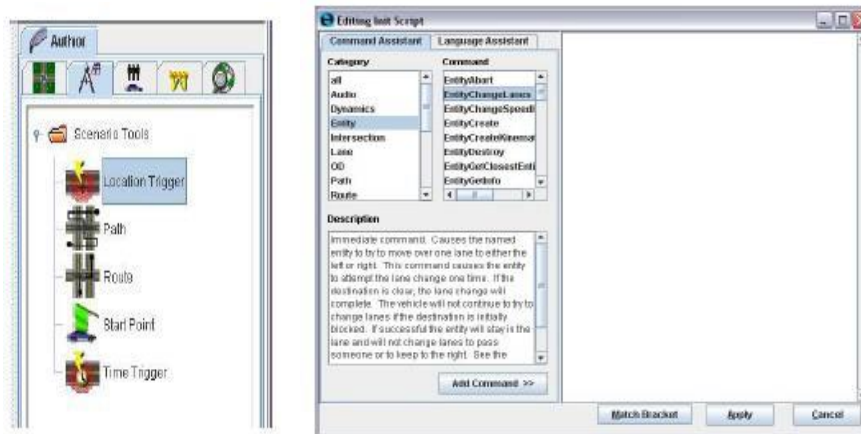 Author
Scenario Tools
Location Trigger
Path
Route
Start Point
Time Trigger
Editing Init Script
Command Assistant
Language Assistant
Category
all
Audio
Dynamics
Entity
Intersection
Lane
OD
Path
Route
Command
EntityAbort
EntityChangeLanes
EntityChangeSpeedI
EntityCreate
EntityCreateKinemat
EntityDestroy
EntityGetClosestEnti
EntityGetInfo
Description
Immediate command. Causes the named
entity to try to move over one lane to either the
left or right. This command causes the entity
to attempt the lane change one time. If the
destination is clear, the lane change will
complete. The vehicle will not continue to try to
change lanes if the destination is initially
blocked. If successful the entity will stay in the
lane and will not change lanes to pass
someone or to keep to the right. See the
Add Command >>
Match Bracket
Apply
Cancel